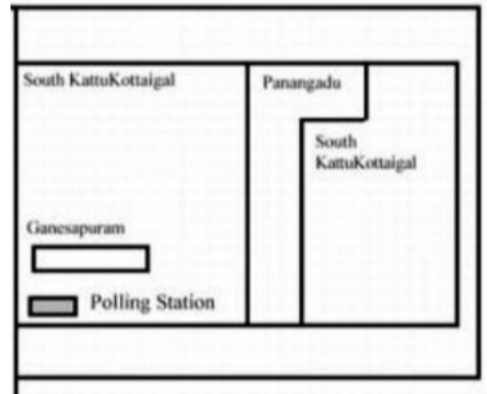 South KattuKottaigal
Panangadu
South
KattuKottaigal
Ganesapuram
Polling Station